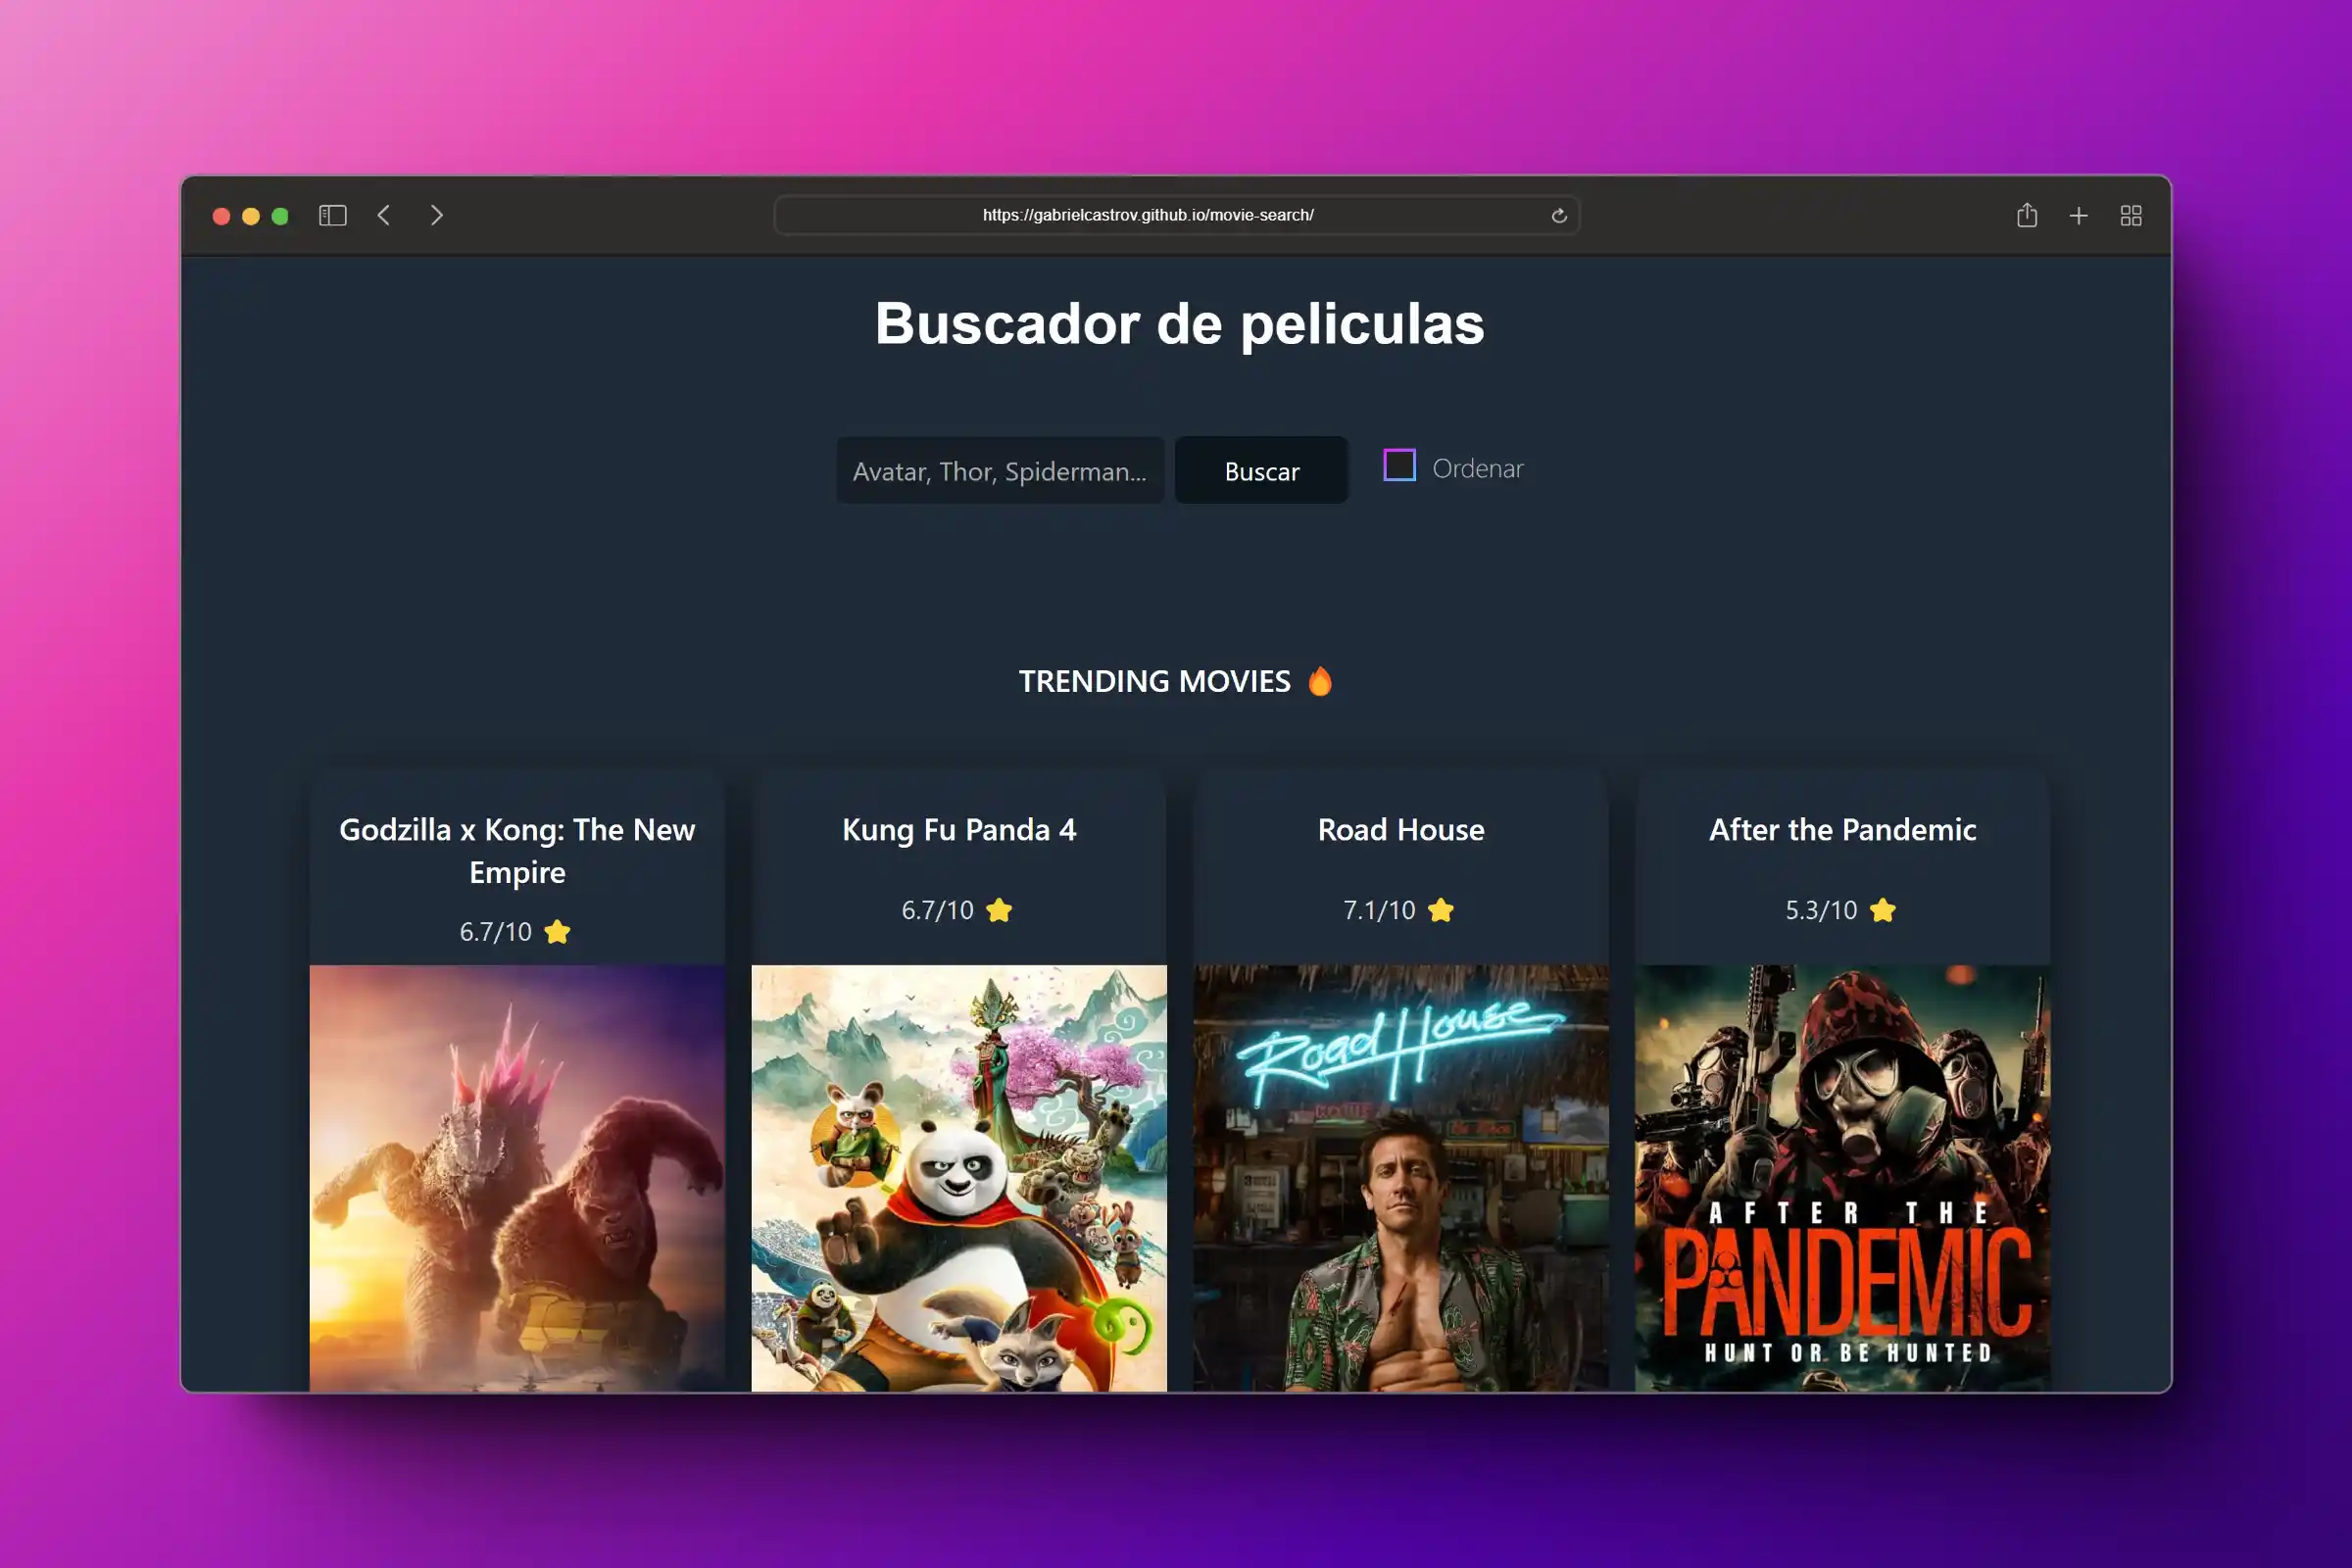 https://gabrielcastrov.github.io/movie-search/
Buscador de peliculas
Avatar, Thor, Spiderman...
Buscar
Ordenar
TRENDING MOVIES
Godzilla x Kong: The New
Empire
6.7/10
Kung Fu Panda 4
6.7/10
Road House
7.1/10
After the Pandemic
5.3/10
Road House
AFTER THE
PANDEMIC
HUNT OR BE HUNTED